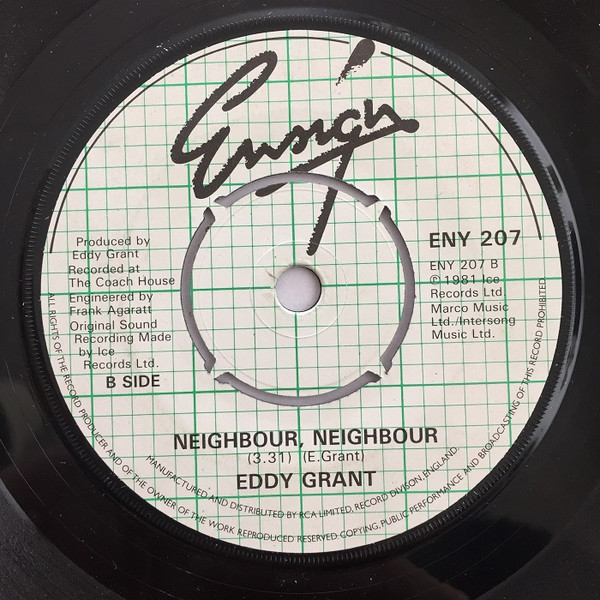 Ensign
Produced by
Eddy Grant
Recorded at
The Coach House
Engineered by
Frank Agaratt
Original Sound
Recording Made
by Ice
Records Ltd.
B SIDE
ENY 207
ENY 207 B
℗ 1981 Ice
Records Ltd
Marco Music
Ltd./Intersong
Music Ltd.
NEIGHBOUR, NEIGHBOUR
(3.31) (E.Grant)
EDDY GRANT
MANUFACTURED AND DISTRIBUTED BY RCA LIMITED, RECORD DIVISON, ENGLAND.
ALL RIGHTS OF THE RECORD PRODUCER AND OF THE OWNER OF THE WORK REPRODUCED RESERVED. COPYING, PUBLIC PERFORMANCE AND BROADCASTING OF THIS RECORD PROHIBITED